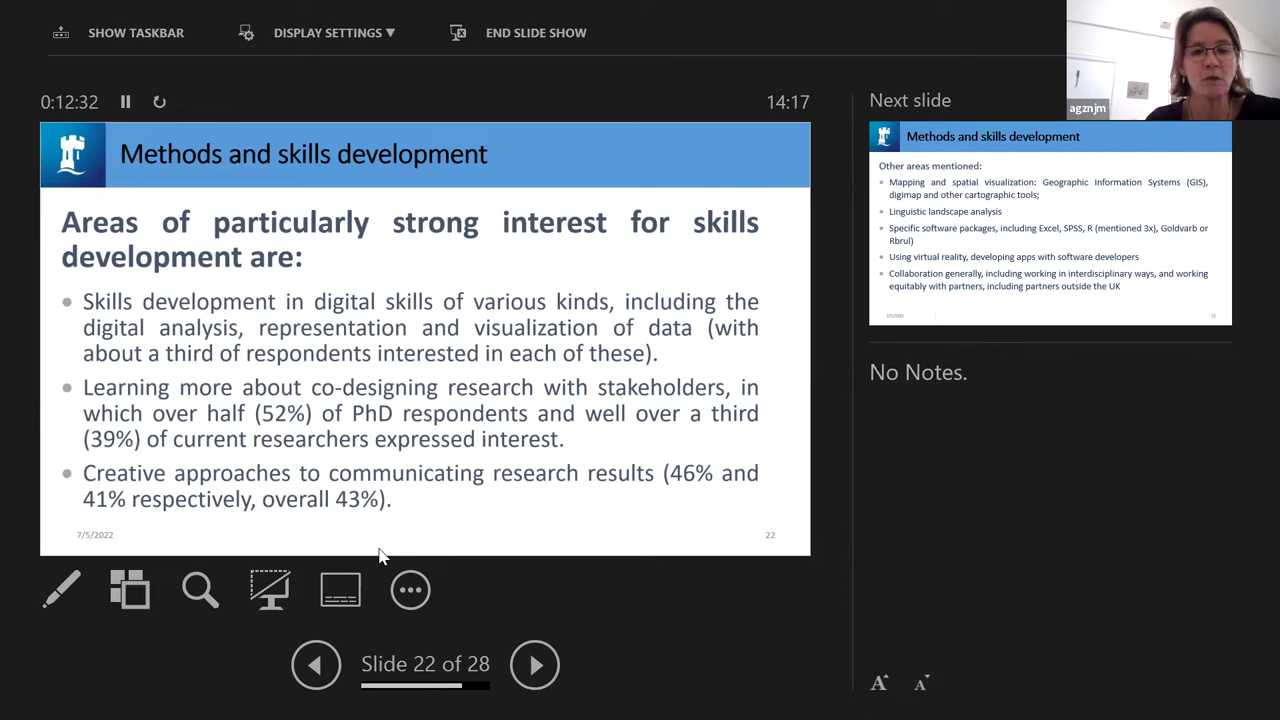 SHOW TASKBAR
DISPLAY SETTINGS ▼
END SLIDE SHOW
agznjm
0:12:32
14:17
Methods and skills development
Areas of particularly strong interest for skills
development are:
Skills development in digital skills of various kinds, including the
digital analysis, representation and visualization of data (with
about a third of respondents interested in each of these).
Learning more about co-designing research with stakeholders, in
which over half (52%) of PhD respondents and well over a third
(39%) of current researchers expressed interest.
Creative approaches to communicating research results (46% and
41% respectively, overall 43%).
7/5/2022
22
Slide 22 of 28
Next slide
Methods and skills development
Other areas mentioned:
Mapping and spatial visualization: Geographic Information Systems (GIS),
digimap and other cartographic tools;
Linguistic landscape analysis
Specific software packages, including Excel, SPSS, R (mentioned 3x), Goldvarb or
Rbrul)
Using virtual reality, developing apps with software developers
Collaboration generally, including working in interdisciplinary ways, and working
equitably with partners, including partners outside the UK
No Notes.
A
A